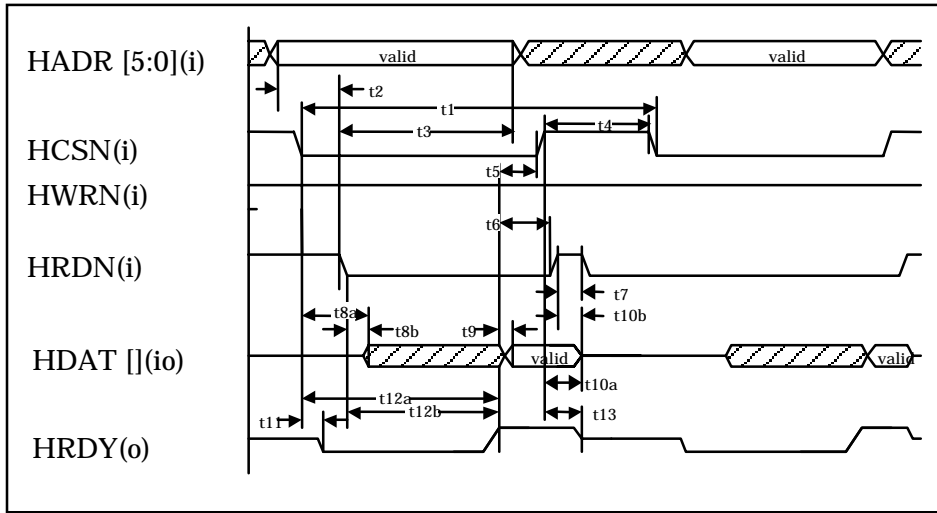 HADR [5:0](i)
valid
valid
t2
t1
t3
t4
HCSN(i)
t5
HWRN(i)
t6
HRDN(i)
t7
t8a
t10b
t8b
t9
HDAT [](io)
valid
valid
t10a
t12a
t12b
t13
t11
HRDY(o)